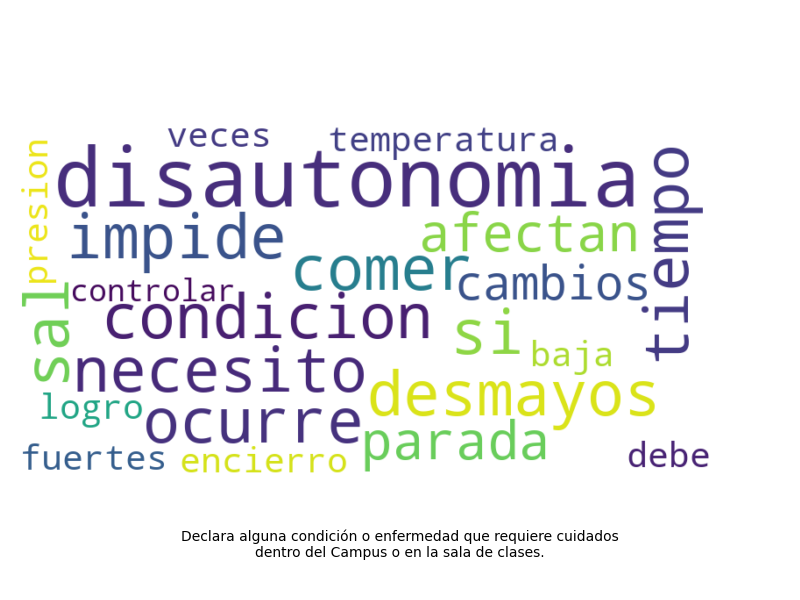 veces
temperatura
presion
disautonomia
tiempo
impide
afectan
comer
cambios
controlar
sal
condicion
si
baja
necesito
desmayos
logro
ocurre
parada
fuertes
encierro
debe
Declara alguna condición o enfermedad que requiere cuidados
dentro del Campus o en la sala de clases.